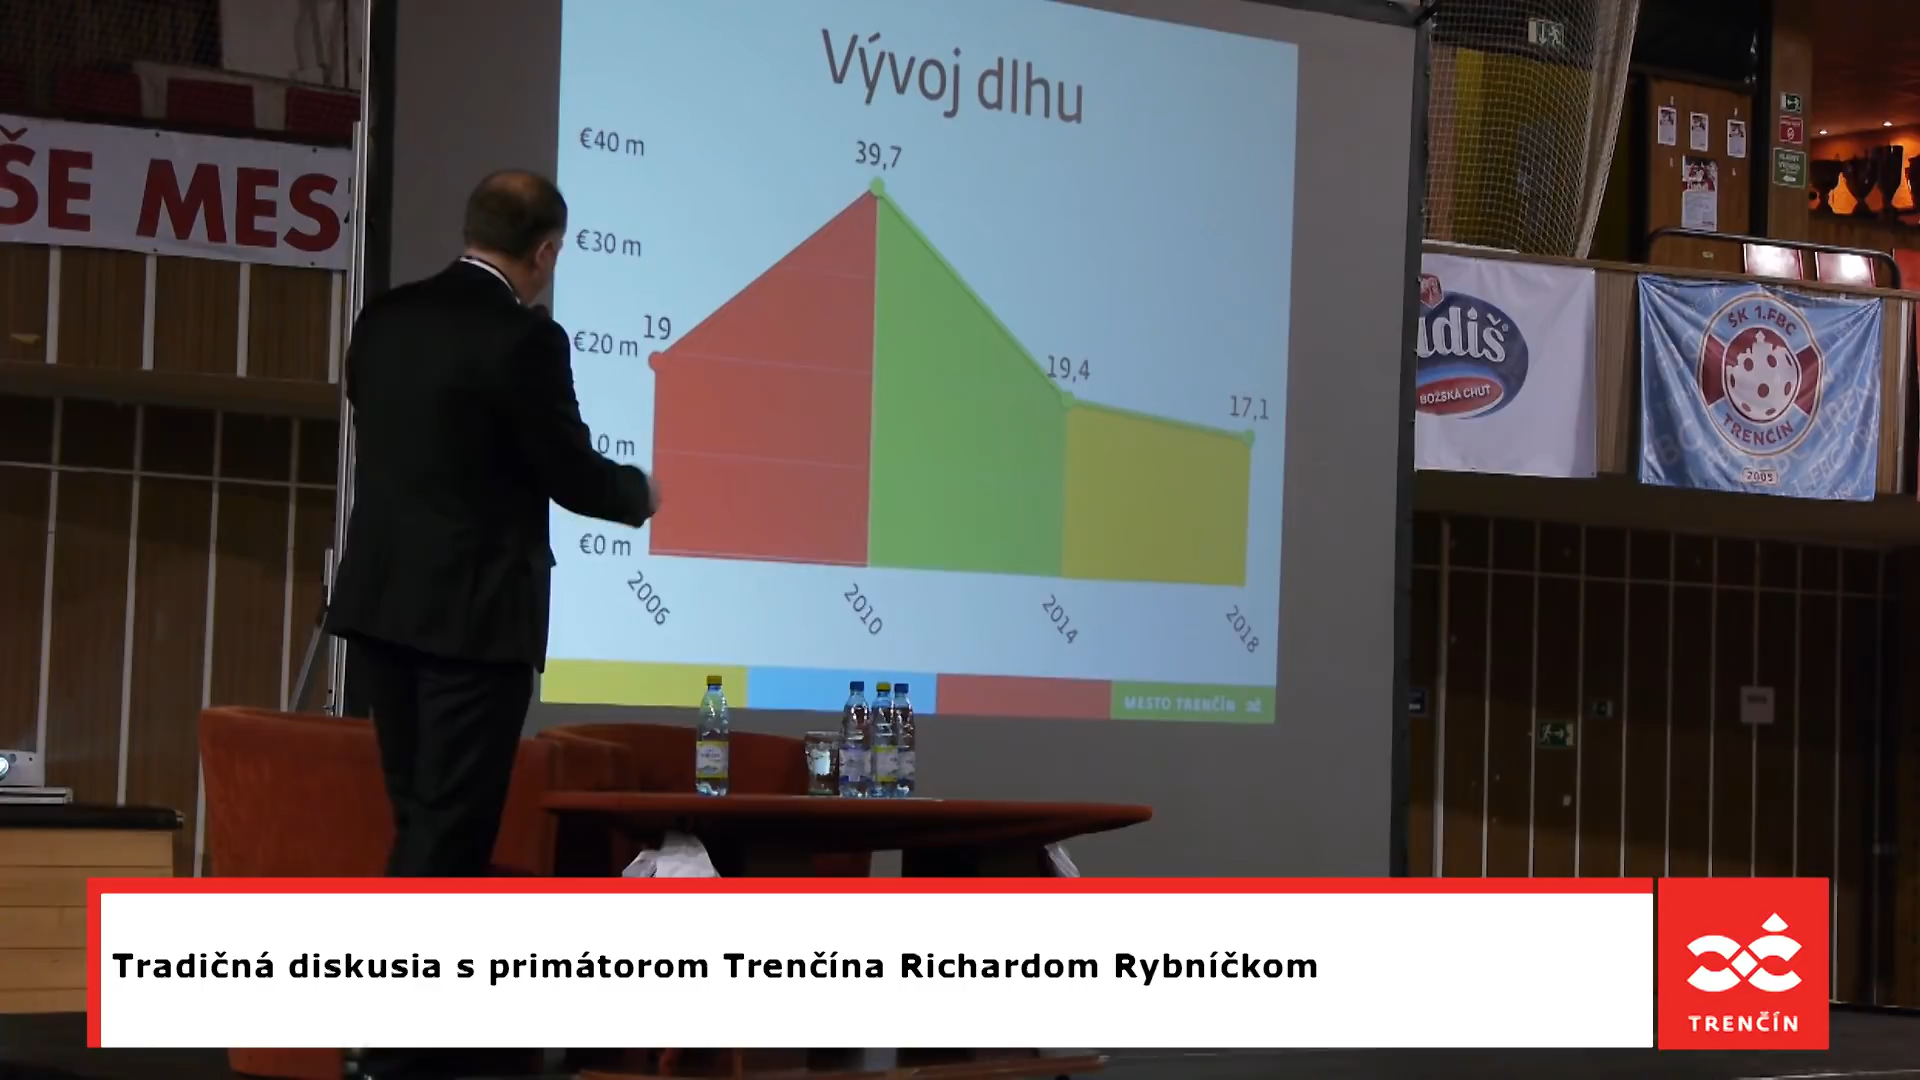 Vývoj dlhu
€40 m
39,7
€30 m
19
€20 m
19,4
17,1
0 m
€0 m
2006
2010
2014
2018
MESTO TRENČÍN
ŠE MES
diš
BOŽSKÁ CHUŤ
ŠK 1.FBC
TRENČÍN
2005
Tradičná diskusia s primátorom Trenčína Richardom Rybníčkom
TRENČÍN